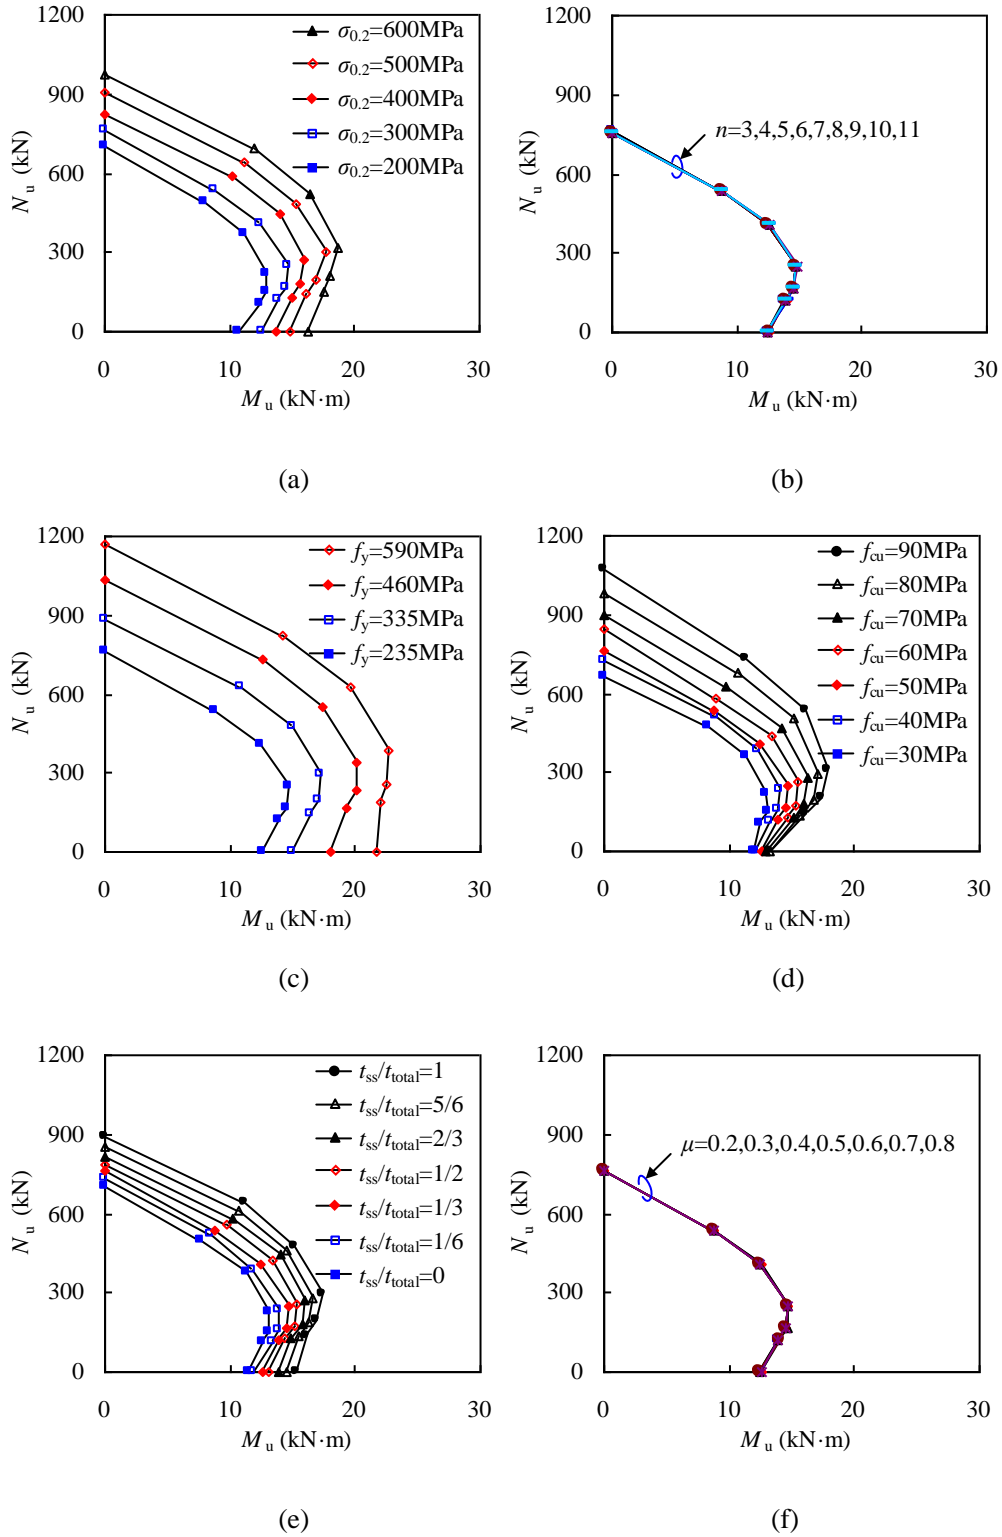 1200
900
600
300
0
N u (kN)
0 10 20 30
M u (kN·m)
σ0.2=600MPa
σ0.2=500MPa
σ0.2=400MPa
σ0.2=300MPa
σ0.2=200MPa
(a)
1200
900
600
300
0
N u (kN)
0 10 20 30
M u (kN·m)
n=3,4,5,6,7,8,9,10,11
(b)
1200
900
600
300
0
N u (kN)
0 10 20 30
M u (kN·m)
fy=590MPa
fy=460MPa
fy=335MPa
fy=235MPa
(c)
1200
900
600
300
0
N u (kN)
0 10 20 30
M u (kN·m)
fcu=90MPa
fcu=80MPa
fcu=70MPa
fcu=60MPa
fcu=50MPa
fcu=40MPa
fcu=30MPa
(d)
1200
900
600
300
0
N u (kN)
0 10 20 30
M u (kN·m)
tss/ttotal=1
tss/ttotal=5/6
tss/ttotal=2/3
tss/ttotal=1/2
tss/ttotal=1/3
tss/ttotal=1/6
tss/ttotal=0
(e)
1200
900
600
300
0
N u (kN)
0 10 20 30
M u (kN·m)
μ=0.2,0.3,0.4,0.5,0.6,0.7,0.8
(f)